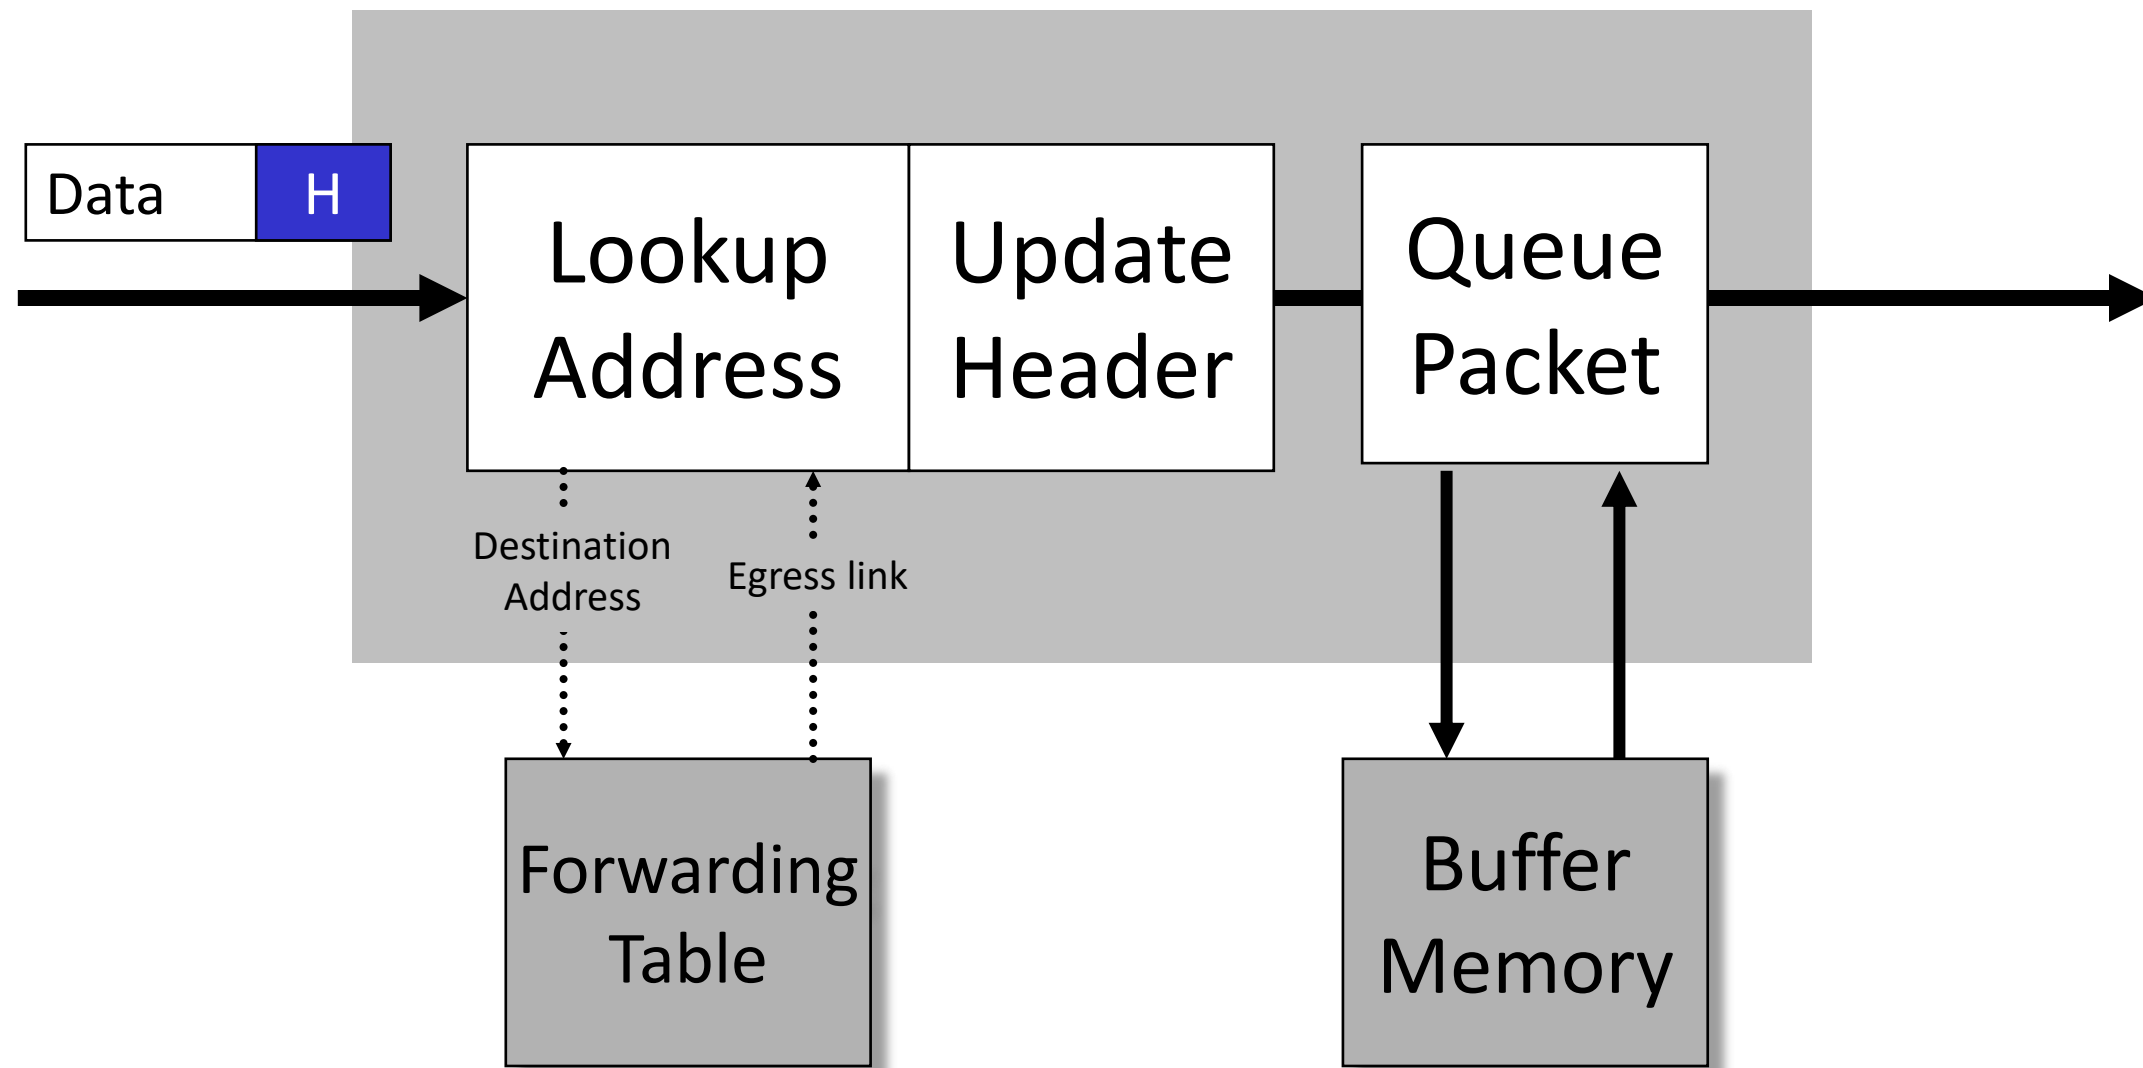 Data
H
Lookup
Address
Update
Header
Queue
Packet
Destination
Address
Egress link
Forwarding
Table
Buffer
Memory